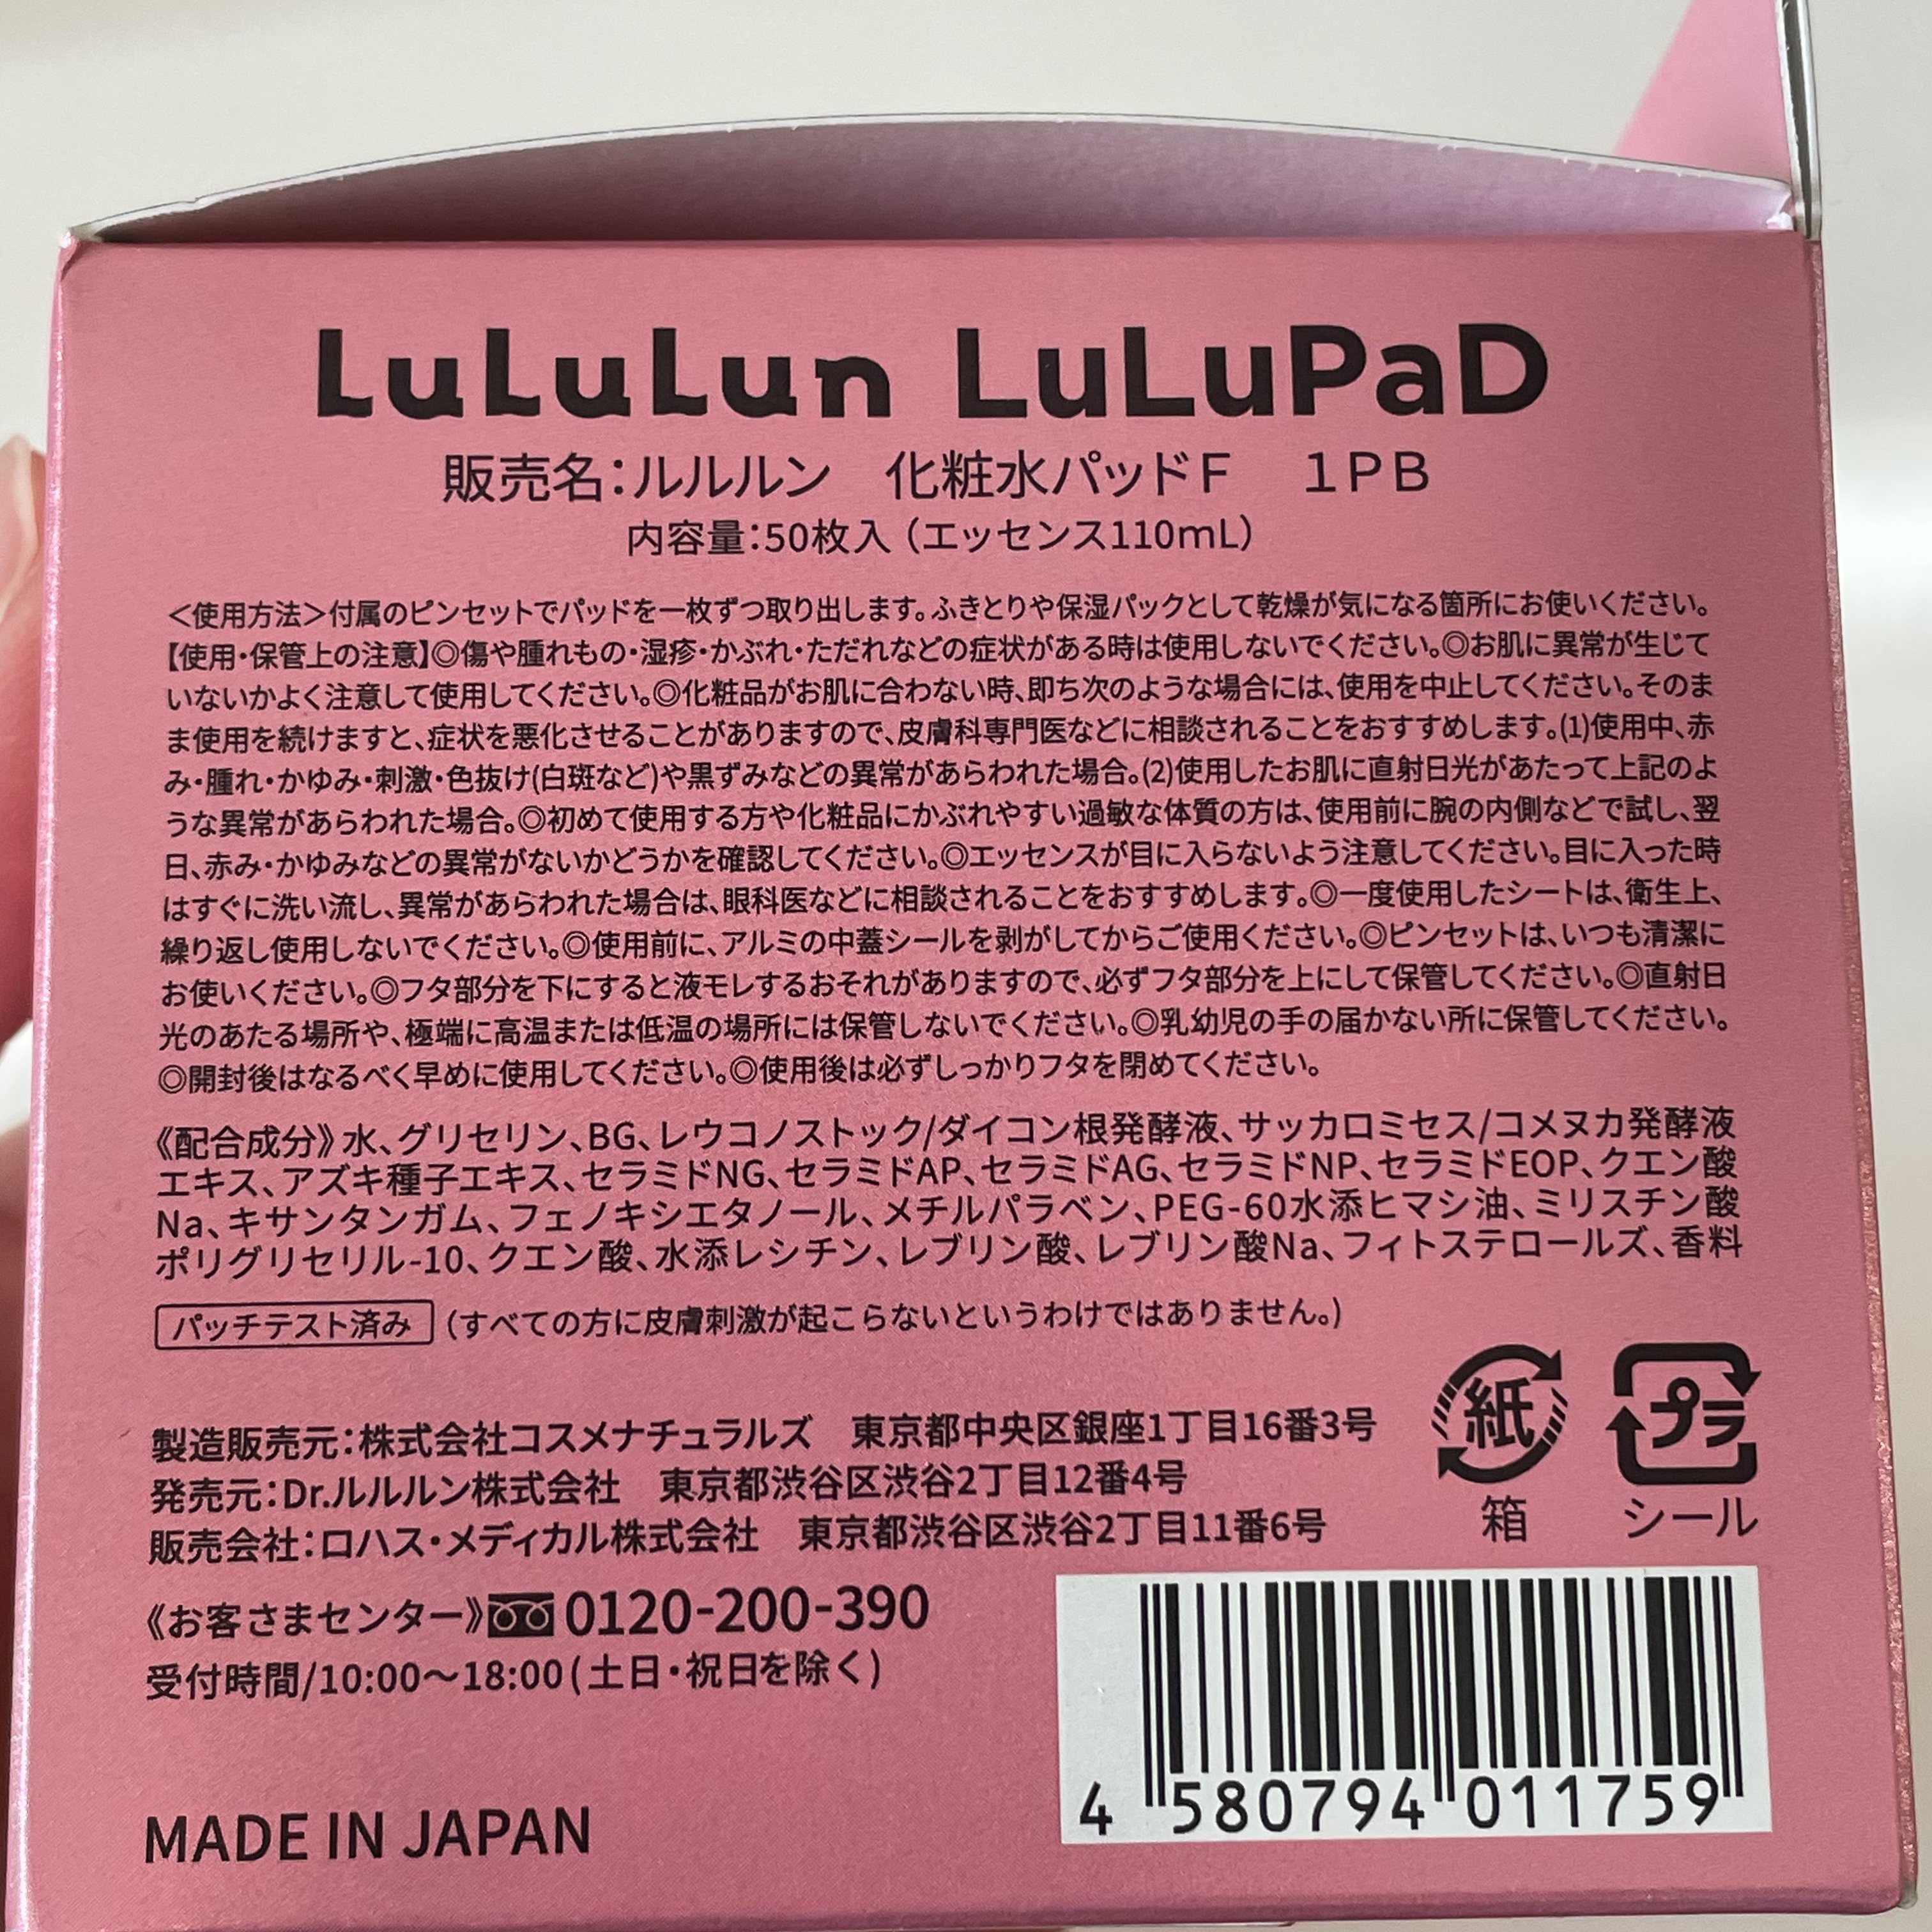 LuLuLun LuLuPaD
販売名：ルルルン　化粧水パッドF　1PB
内容量：50枚入（エッセンス110mL）
＜使用方法＞付属のピンセットでパッドを一枚ずつ取り出します。ふきとりや保湿パックとして乾燥が気になる箇所にお使いください。
【使用・保管上の注意】◎傷や腫れもの・湿疹・かぶれ・ただれなどの症状がある時は使用しないでください。◎お肌に異常が生じて
いないかよく注意して使用してください。◎化粧品がお肌に合わない時、即ち次のような場合には、使用を中止してください。そのま
ま使用を続けますと、症状を悪化させることがありますので、皮膚科専門医などに相談されることをおすすめします。(1)使用中、赤
み・腫れ・かゆみ・刺激・色抜け(白斑など)や黒ずみなどの異常があらわれた場合。(2)使用したお肌に直射日光があたって上記のよ
うな異常があらわれた場合。◎初めて使用する方や化粧品にかぶれやすい過敏な体質の方は、使用前に腕の内側などで試し、翌
日、赤み・かゆみなどの異常がないかどうかを確認してください。◎エッセンスが目に入らないよう注意してください。目に入った時
はすぐに洗い流し、異常があらわれた場合は、眼科医などに相談されることをおすすめします。◎一度使用したシートは、衛生上、
繰り返し使用しないでください。◎使用前に、アルミの中蓋シールを剥がしてからご使用ください。◎ピンセットは、いつも清潔に
お使いください。◎フタ部分を下にすると液モレするおそれがありますので、必ずフタ部分を上にして保管してください。◎直射日
光のあたる場所や、極端に高温または低温の場所には保管しないでください。◎乳幼児の手の届かない所に保管してください。
◎開封後はなるべく早めに使用してください。◎使用後は必ずしっかりフタを閉めてください。
《配合成分》水、グリセリン、BG、レウコノストック/ダイコン根発酵液、サッカロミセス/コメヌカ発酵液
エキス、アズキ種子エキス、セラミドNG、セラミドAP、セラミドAG、セラミドNP、セラミドEOP、クエン酸
Na、キサンタンガム、フェノキシエタノール、メチルパラベン、PEG-60水添ヒマシ油、ミリスチン酸
ポリグリセリル-10、クエン酸、水添レシチン、レブリン酸、レブリン酸Na、フィトステロールズ、香料
パッチテスト済み (すべての方に皮膚刺激が起こらないというわけではありません。)
製造販売元：株式会社コスメナチュラルズ　東京都中央区銀座1丁目16番3号
発売元：Dr.ルルルン株式会社　東京都渋谷区渋谷2丁目12番4号
販売会社：ロハス・メディカル株式会社　東京都渋谷区渋谷2丁目11番6号
紙 プラ
箱 シール
《お客さまセンター》0120-200-390
受付時間/10:00～18:00(土日・祝日を除く)
MADE IN JAPAN
4 580794 011759